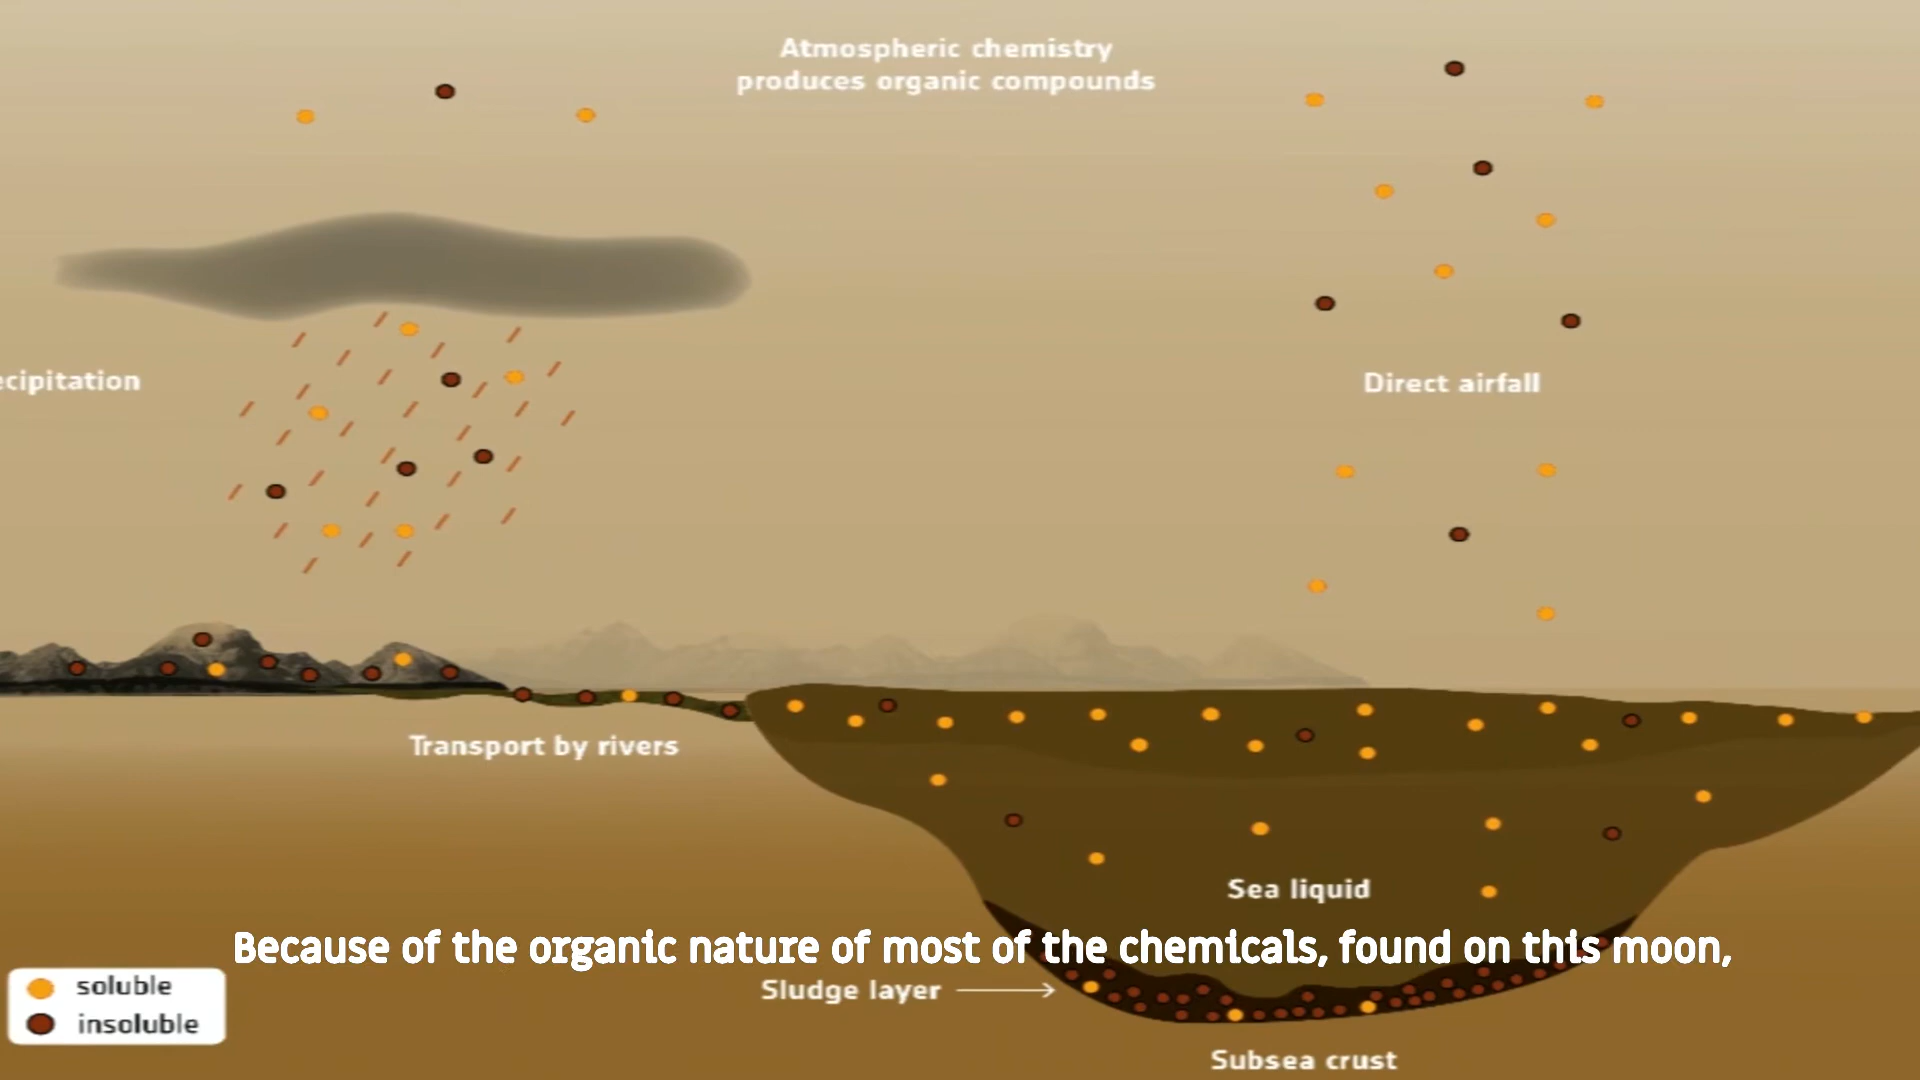 Atmospheric chemistry
produces organic compounds
ecipitation
Direct airfall
Transport by rivers
Sea liquid
Because of the organic nature of most of the chemicals, found on this moon,
soluble
insoluble
Sludge layer
Subsea crust